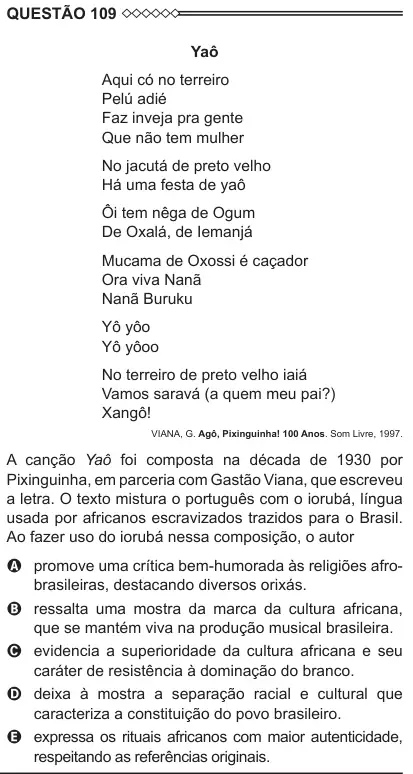 QUESTÃO 109
Yaô
Aqui có no terreiro
Pelú adié
Faz inveja pra gente
Que não tem mulher
No jacutá de preto velho
Há uma festa de yaô
Ôi tem nêga de Ogum
De Oxalá, de Iemanjá
Mucama de Oxossi é caçador
Ora viva Nanã
Nanã Buruku
Yô yôo
Yô yôoo
No terreiro de preto velho iaiá
Vamos saravá (a quem meu pai?)
Xangô!
VIANA, G. Agô, Pixinguinha! 100 Anos. Som Livre, 1997.
A canção Yaô foi composta na década de 1930 por
Pixinguinha, em parceria com Gastão Viana, que escreveu
a letra. O texto mistura o português com o iorubá, língua
usada por africanos escravizados trazidos para o Brasil.
Ao fazer uso do iorubá nessa composição, o autor
A promove uma crítica bem-humorada às religiões afro-
brasileiras, destacando diversos orixás.
B ressalta uma mostra da marca da cultura africana,
que se mantém viva na produção musical brasileira.
C evidencia a superioridade da cultura africana e seu
caráter de resistência à dominação do branco.
D deixa à mostra a separação racial e cultural que
caracteriza a constituição do povo brasileiro.
E expressa os rituais africanos com maior autenticidade,
respeitando as referências originais.